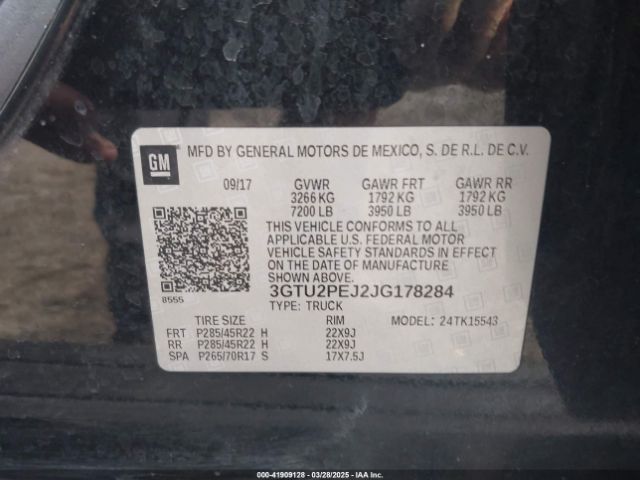 GM
MFD BY GENERAL MOTORS DE MEXICO, S. DE R.L. DE C.V.
09/17 GVWR GAWR FRT GAWR RR
3266 KG 1792 KG 1792 KG
7200 LB 3950 LB 3950 LB
THIS VEHICLE CONFORMS TO ALL
APPLICABLE U.S. FEDERAL MOTOR
VEHICLE SAFETY STANDARDS IN EFFECT
ON THE DATE OF MANUFACTURE
SHOWN ABOVE.
8555
3GTU2PEJ2JG178284
TYPE: TRUCK
TIRE SIZE RIM MODEL: 24TK15543
FRT P285/45R22 H 22X9J
RR P285/45R22 H 22X9J
SPA P265/70R17 S 17X7.5J
000-41909128 | 03/28/2025 - IAA, Inc.